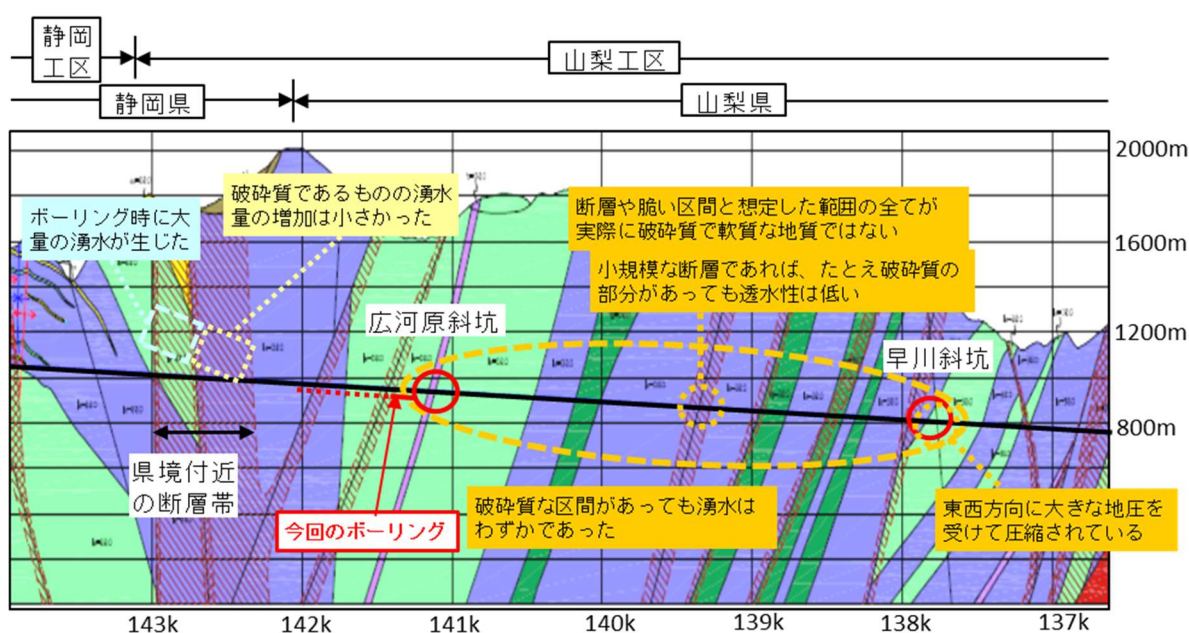 静岡
工区
山梨工区
静岡県
山梨県
2000m
破砕質であるものの湧水
量の増加は小さかった
ボーリング時に大
量の湧水が生じた
断層や脆い区間と想定した範囲の全てが
実際に破砕質で軟質な地質ではない
1600m
小規模な断層であれば、たとえ破砕質の
部分があっても透水性は低い
広河原斜坑
1200m
早川斜坑
800m
県境付近
の断層帯
今回のボーリング
破砕質な区間があっても湧水は
わずかであった
東西方向に大きな地圧を
受けて圧縮されている
143k
142k
141k
140k
139k
138k
137k